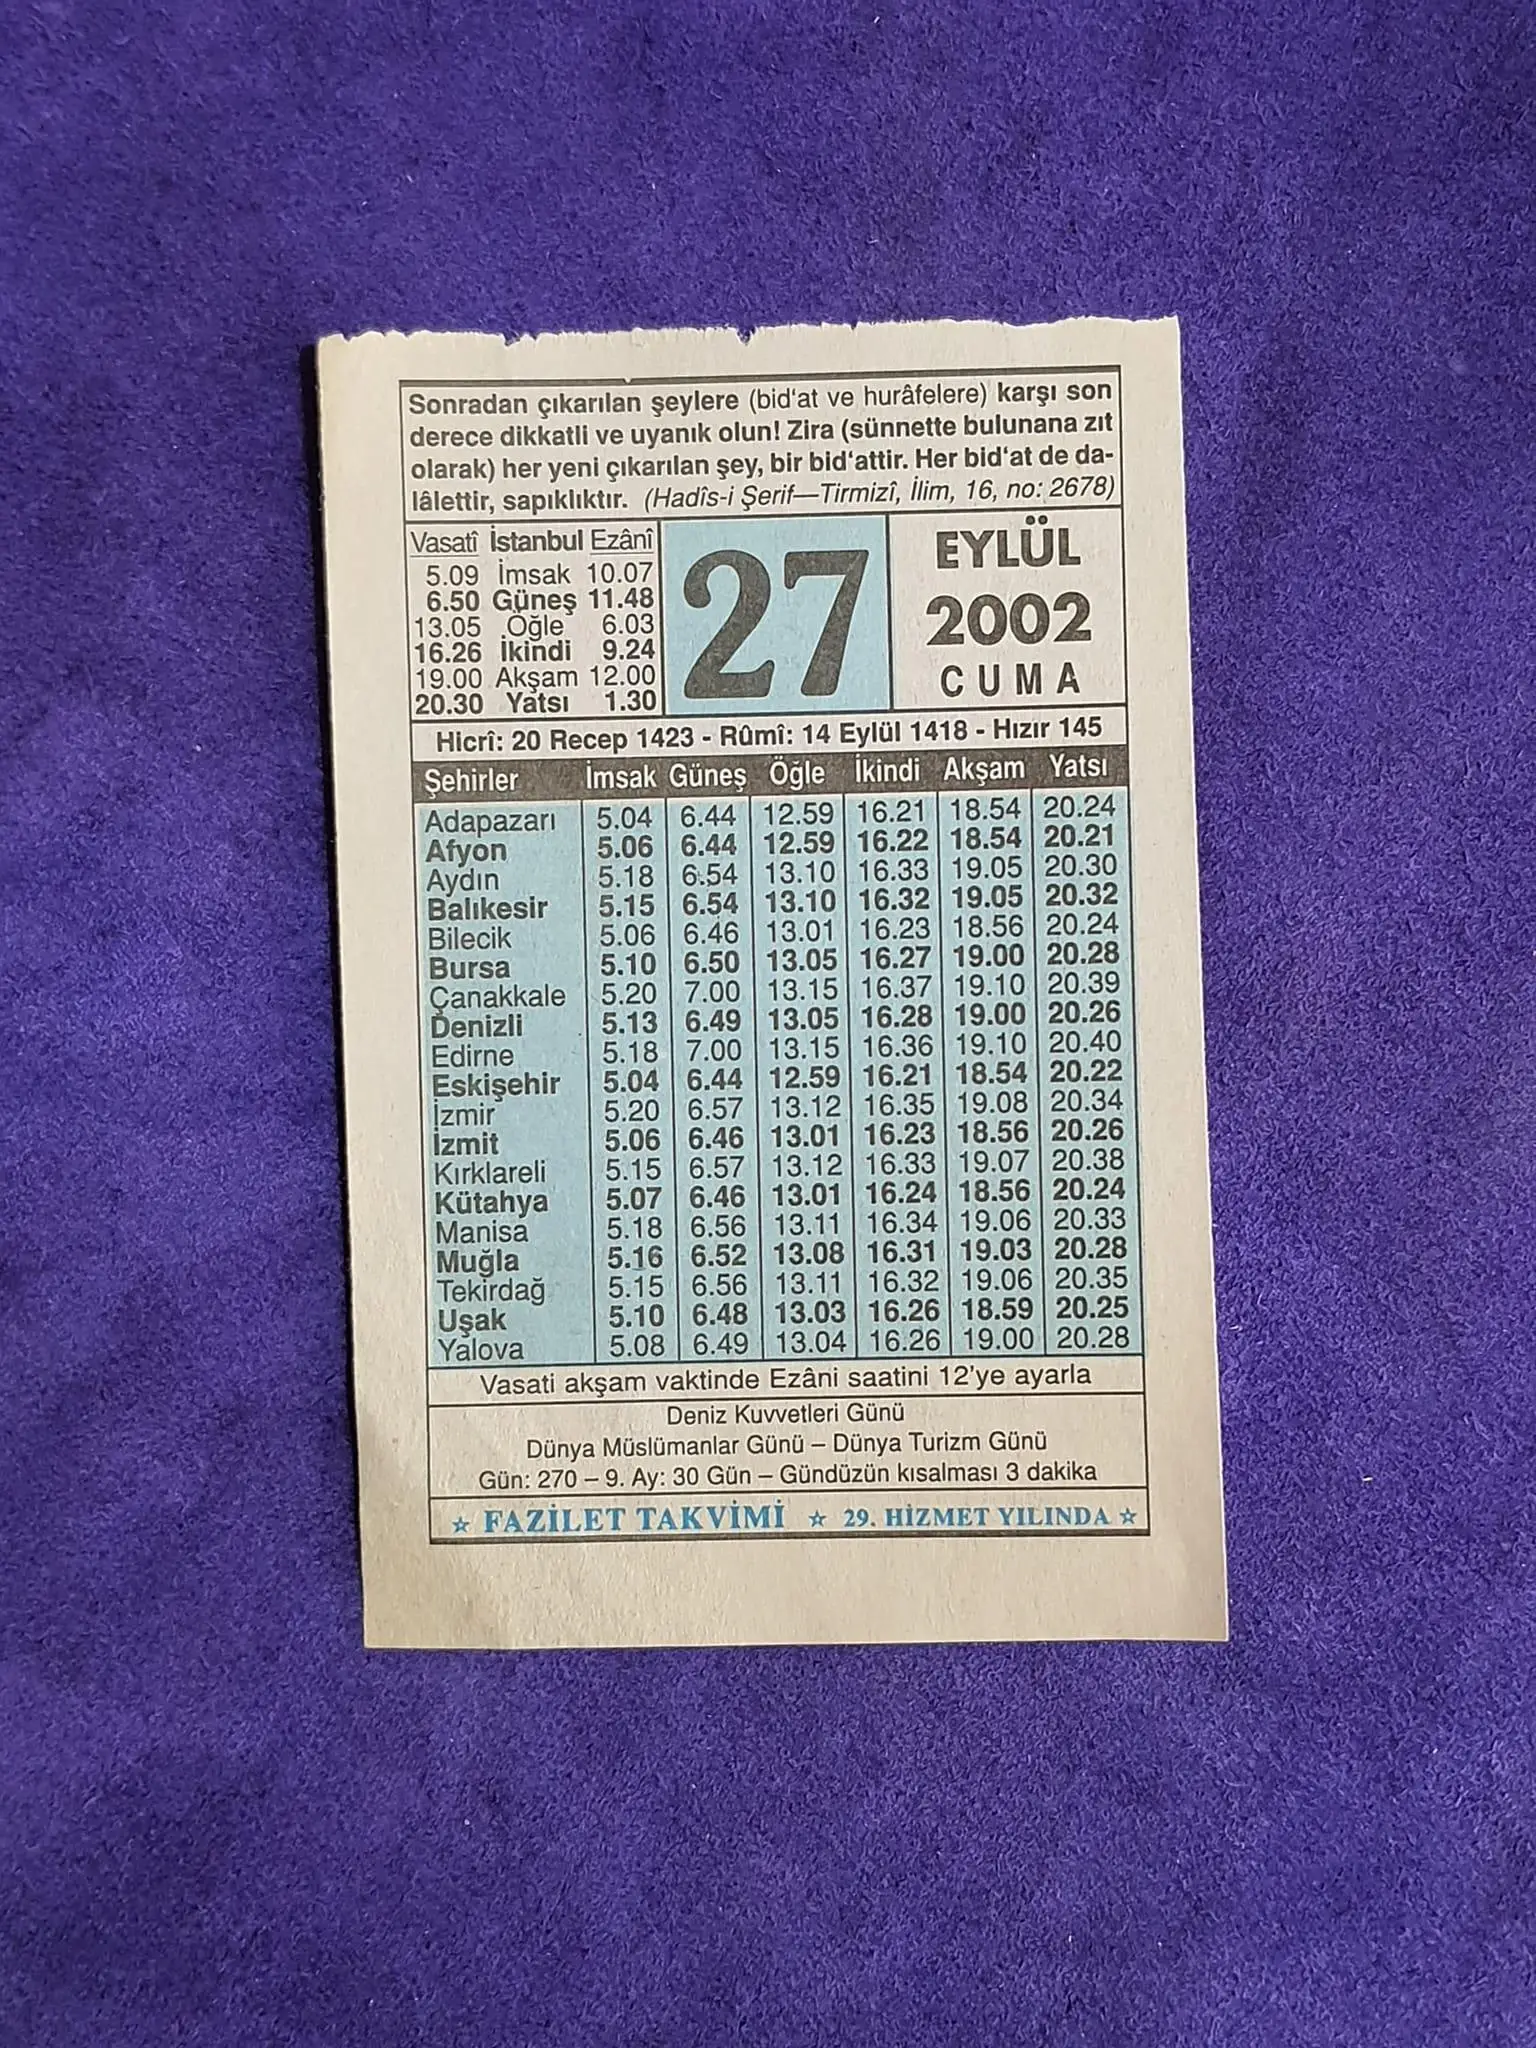 Sonradan çıkarılan şeylere (bid'at ve hurâfelere) karşı son
derece dikkatli ve uyanık olun! Zira (sünnette bulunana zıt
olarak) her yeni çıkarılan şey, bir bid'attir. Her bid'at de da-
lâlettir, sapıklıktır. (Hadîs-i Şerif—Tirmizî, İlim, 16, no: 2678)
Vasatî İstanbul Ezânî
5.09 İmsak 10.07
6.50 Güneş 11.48
13.05 Öğle 6.03
16.26 İkindi 9.24
19.00 Akşam 12.00
20.30 Yatsı 1.30
27
EYLÜL
2002
CUMA
Hicrî: 20 Recep 1423 - Rûmî: 14 Eylül 1418 - Hızır 145
Şehirler İmsak Güneş Öğle İkindi Akşam Yatsı
Adapazarı 5.04 6.44 12.59 16.21 18.54 20.24
Afyon 5.06 6.44 12.59 16.22 18.54 20.21
Aydın 5.18 6.54 13.10 16.33 19.05 20.30
Balıkesir 5.15 6.54 13.10 16.32 19.05 20.32
Bilecik 5.06 6.46 13.01 16.23 18.56 20.24
Bursa 5.10 6.50 13.05 16.27 19.00 20.28
Çanakkale 5.20 7.00 13.15 16.37 19.10 20.39
Denizli 5.13 6.49 13.05 16.28 19.00 20.26
Edirne 5.18 7.00 13.15 16.36 19.10 20.40
Eskişehir 5.04 6.44 12.59 16.21 18.54 20.22
İzmir 5.20 6.57 13.12 16.35 19.08 20.34
İzmit 5.06 6.46 13.01 16.23 18.56 20.26
Kırklareli 5.15 6.57 13.12 16.33 19.07 20.38
Kütahya 5.07 6.46 13.01 16.24 18.56 20.24
Manisa 5.18 6.56 13.11 16.34 19.06 20.33
Muğla 5.16 6.52 13.08 16.31 19.03 20.28
Tekirdağ 5.15 6.56 13.11 16.32 19.06 20.35
Uşak 5.10 6.48 13.03 16.26 18.59 20.25
Yalova 5.08 6.49 13.04 16.26 19.00 20.28
Vasati akşam vaktinde Ezâni saatini 12'ye ayarla
Deniz Kuvvetleri Günü
Dünya Müslümanlar Günü – Dünya Turizm Günü
Gün: 270 – 9. Ay: 30 Gün – Gündüzün kısalması 3 dakika
☆ FAZİLET TAKVİMİ ☆ 29. HİZMET YILINDA ☆